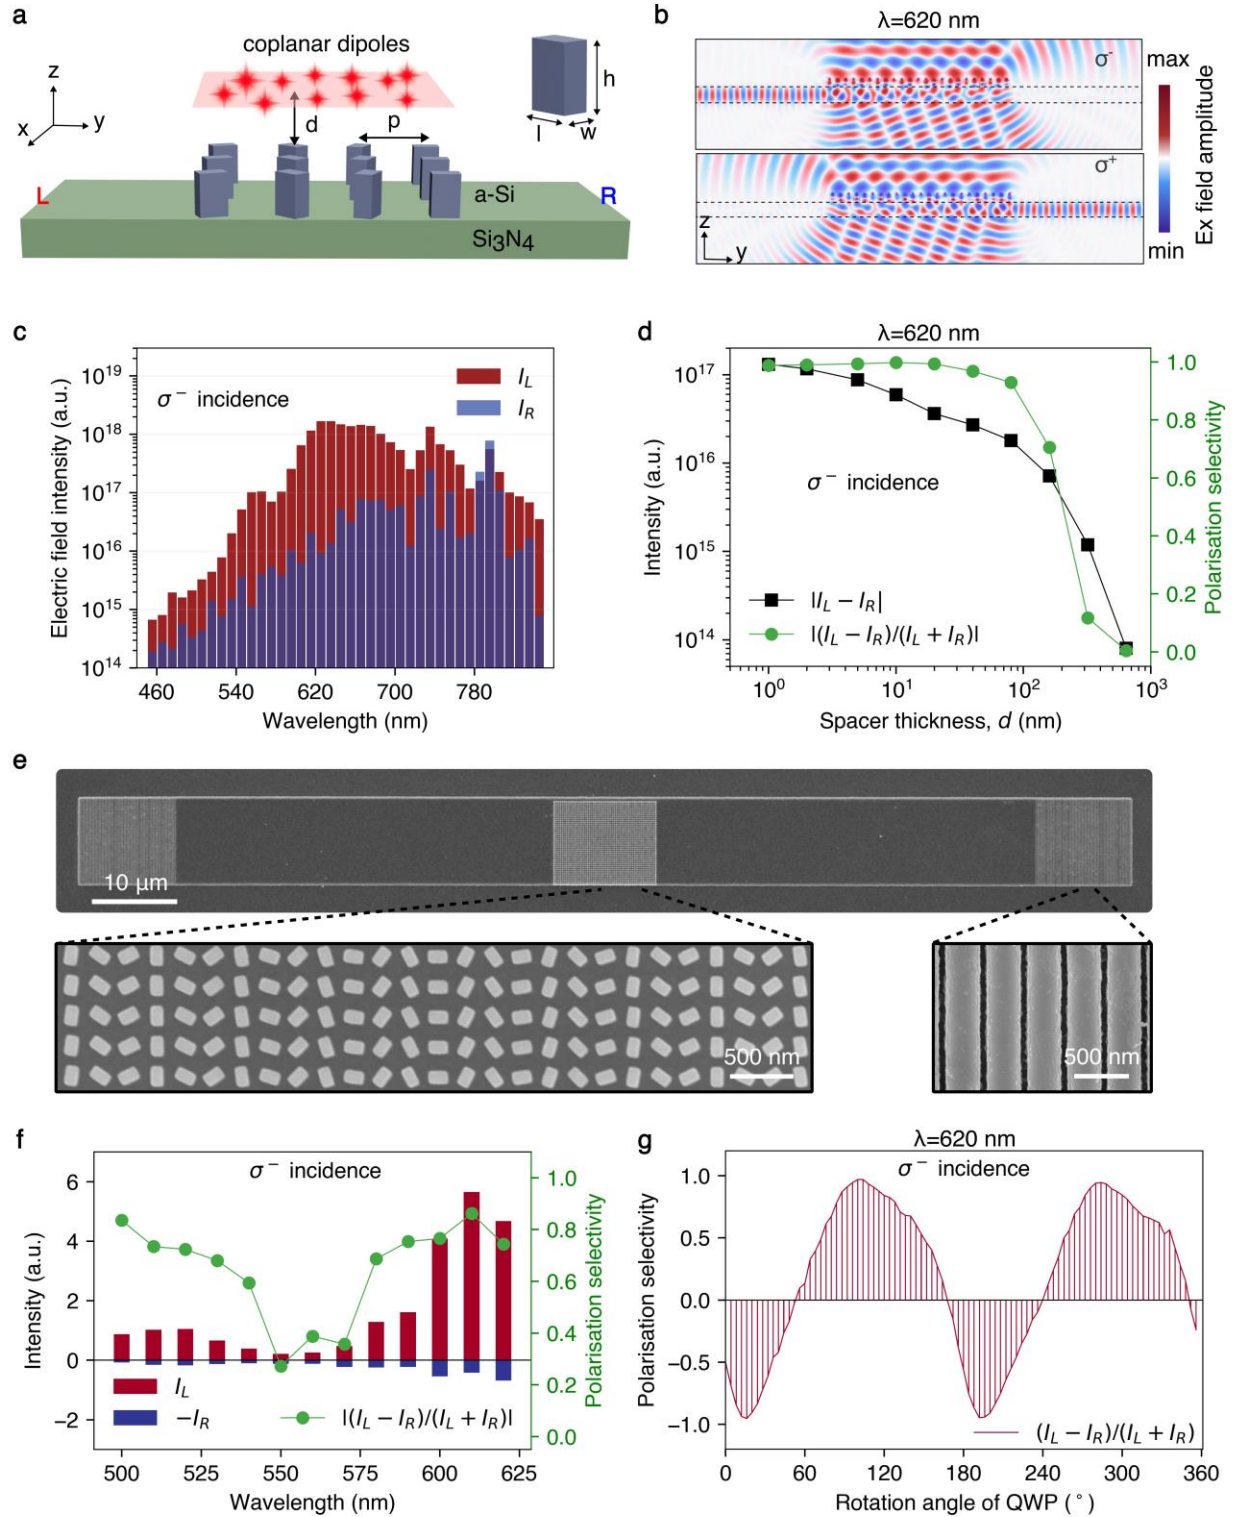 a
coplanar dipoles
z
x
y
d
p
h
l
w
L
a-Si
R
Si3N4
b
λ=620 nm
σ-
σ+
z
y
max
min
Ex field amplitude
c
σ− incidence
I_L
I_R
10^19
10^18
10^17
10^16
10^15
10^14
Electric field intensity (a.u.)
460 540 620 700 780
Wavelength (nm)
d
λ=620 nm
10^17
10^16
10^15
10^14
Intensity (a.u.)
σ− incidence
|I_L − I_R|
|(I_L − I_R)/(I_L + I_R)|
1.0
0.8
0.6
0.4
0.2
0.0
Polarisation selectivity
10^0 10^1 10^2 10^3
Spacer thickness, d (nm)
e
10 μm
500 nm
500 nm
f
σ− incidence
6
4
2
0
−2
Intensity (a.u.)
I_L
−I_R
|(I_L − I_R)/(I_L + I_R)|
1.0
0.8
0.6
0.4
0.2
0.0
Polarisation selectivity
500 525 550 575 600 625
Wavelength (nm)
g
λ=620 nm
σ− incidence
1.0
0.5
0.0
−0.5
−1.0
Polarisation selectivity
(I_L − I_R)/(I_L + I_R)
0 60 120 180 240 300 360
Rotation angle of QWP (°)